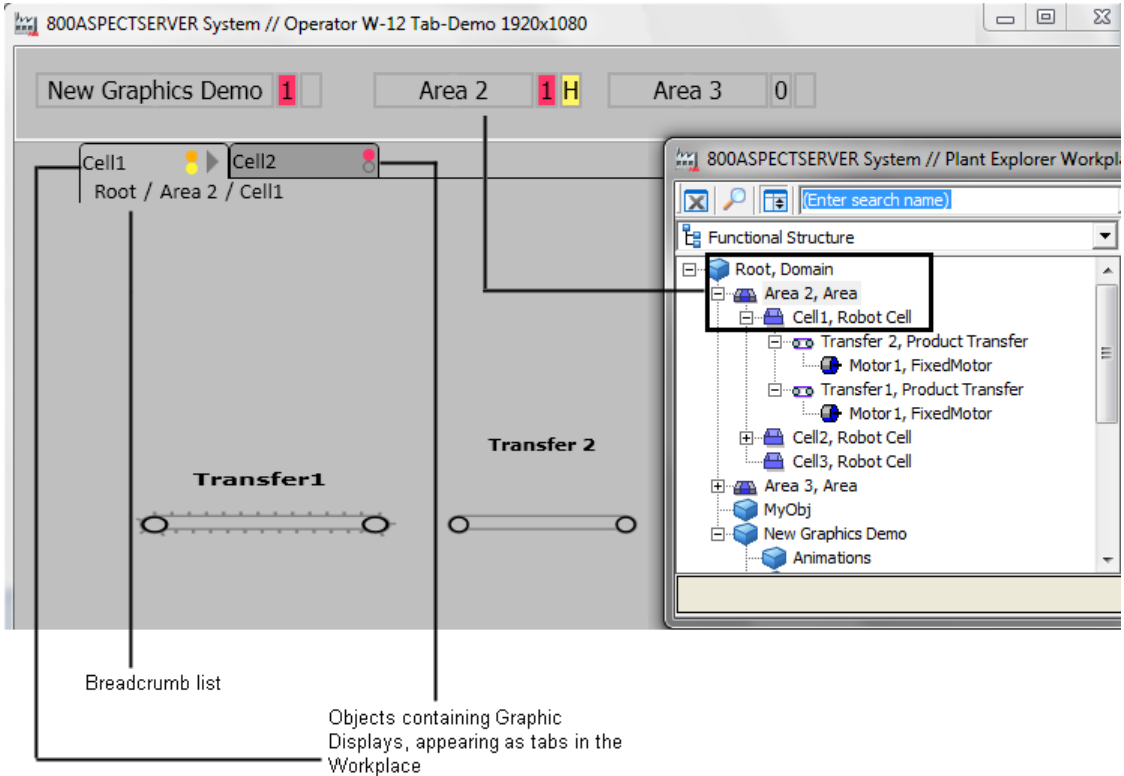 800ASPECTSERVER System // Operator W-12 Tab-Demo 1920x1080
New Graphics Demo 1 Area 2 1 H Area 3 0
Cell1 Cell2
Root / Area 2 / Cell1
800ASPECTSERVER System // Plant Explorer Workpl
(Enter search name)
Functional Structure
Root, Domain
Area 2, Area
Cell1, Robot Cell
Transfer 2, Product Transfer
Motor1, FixedMotor
Transfer1, Product Transfer
Motor1, FixedMotor
Cell2, Robot Cell
Cell3, Robot Cell
Area 3, Area
MyObj
New Graphics Demo
Animations
Transfer 2
Transfer1
Breadcrumb list
Objects containing Graphic
Displays, appearing as tabs in the
Workplace